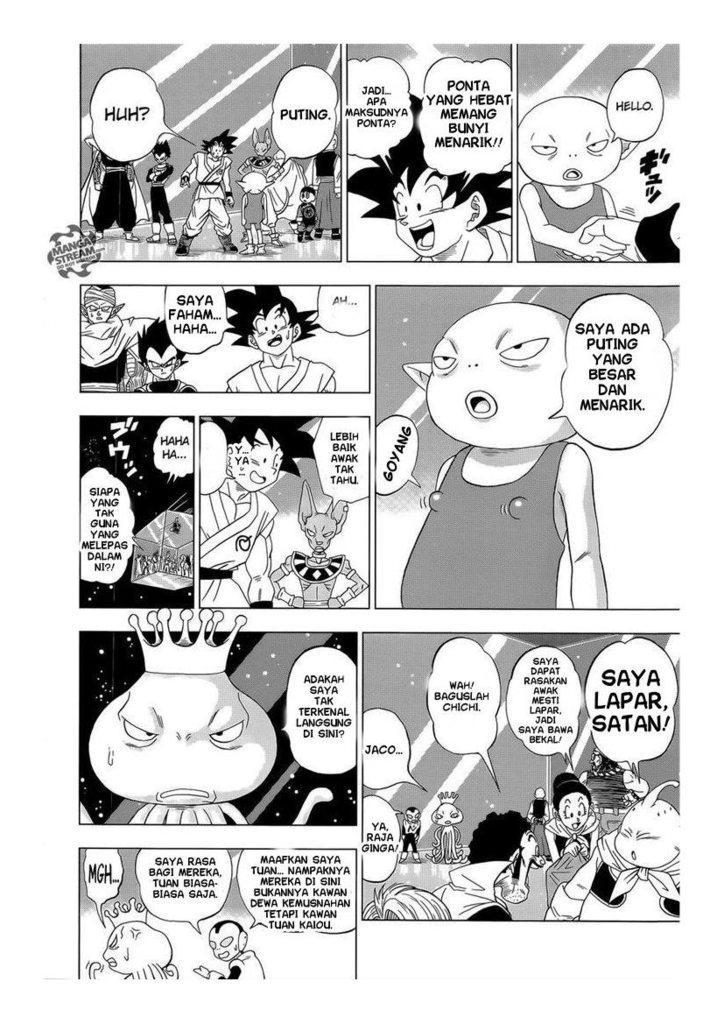 HELLO.
ギュッ
PONTA
YANG HEBAT
MEMANG
BUNYI
MENARIK!!
JADI...
APA
MAKSUDNYA
PONTA?
PUTING.
HUH?
MANGA
STREAM
SAYA ADA
PUTING
YANG
BESAR
DAN
MENARIK.
GOYANG
AH...
SAYA
FAHAM...
HAHA...
LEBIH
BAIK
AWAK
TAK
TAHU.
Y...
YA...
HAHA
HA...
SIAPA
YANG
TAK
GUNA
YANG
MELEPAS
DALAM
NI?!
SAYA
LAPAR,
SATAN!
SAYA
DAPAT
RASAKAN
AWAK
MESTI
LAPAR,
JADI
SAYA BAWA
BEKAL!
WAH!
BAGUSLAH
CHICHI.
JACO...
YA,
RAJA
GINGA!
ADAKAH
SAYA
TAK
TERKENAL
LANGSUNG
DI SINI?
MAAFKAN SAYA
TUAN... NAMPAKNYA
MEREKA DI SINI
BUKANNYA KAWAN
DEWA KEMUSNAHAN
TETAPI KAWAN
TUAN KAIOU.
SAYA RASA
BAGI MEREKA,
TUAN BIASA-
BIASA SAJA.
MGH...